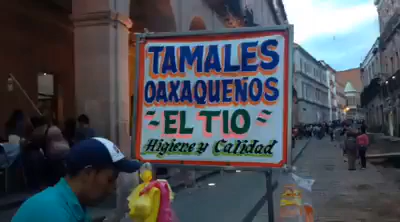 TAMALES
OAXAQUEÑOS
~ EL TIO ~
Higiene y Calidad